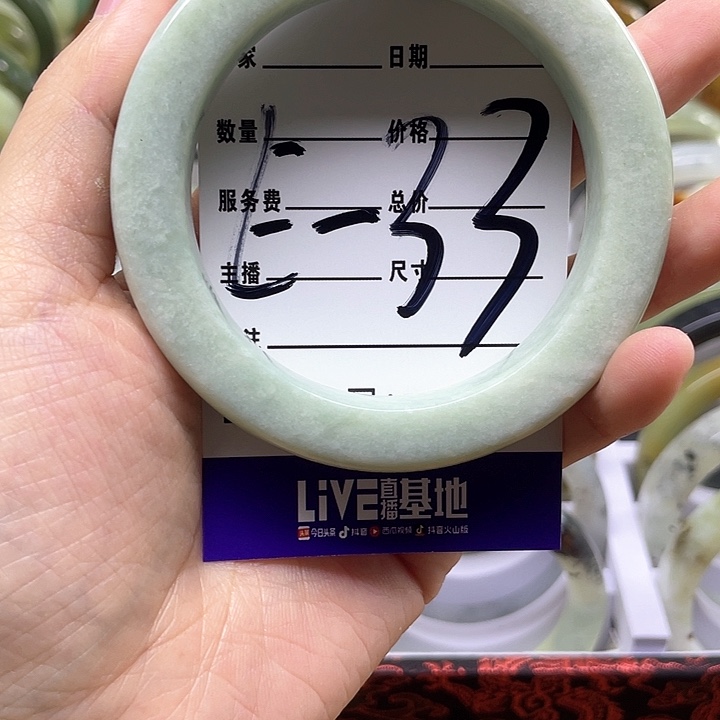 家 日期
数量 价格
服务费 总价
主播 尺寸
注
E-33
LiVE直播基地
今日头条 抖音 西瓜视频 抖音火山版